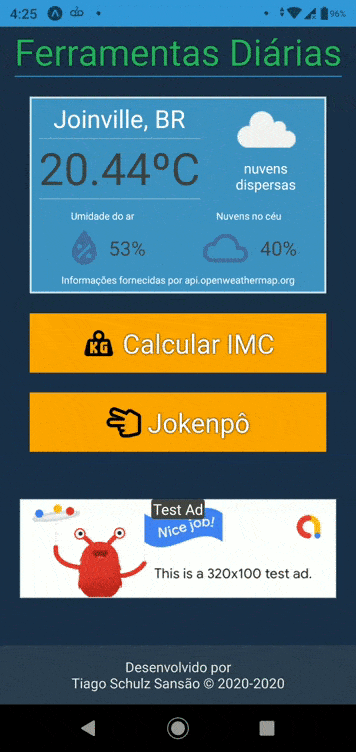 4:25
96%
Ferramentas Diárias
Joinville, BR
20.44ºC
nuvens
dispersas
Umidade do ar
Nuvens no céu
53%
40%
Informações fornecidas por api.openweathermap.org
KG
Calcular IMC
Jokenpô
Test Ad
Nice job!
This is a 320x100 test ad.
Desenvolvido por
Tiago Schulz Sansão © 2020-2020